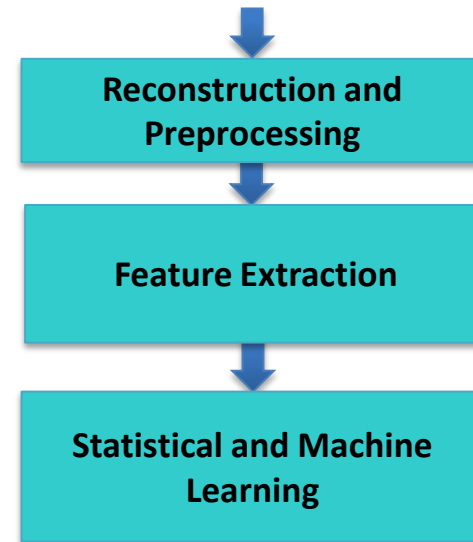 Reconstruction and
Preprocessing
Feature Extraction
Statistical and Machine
Learning